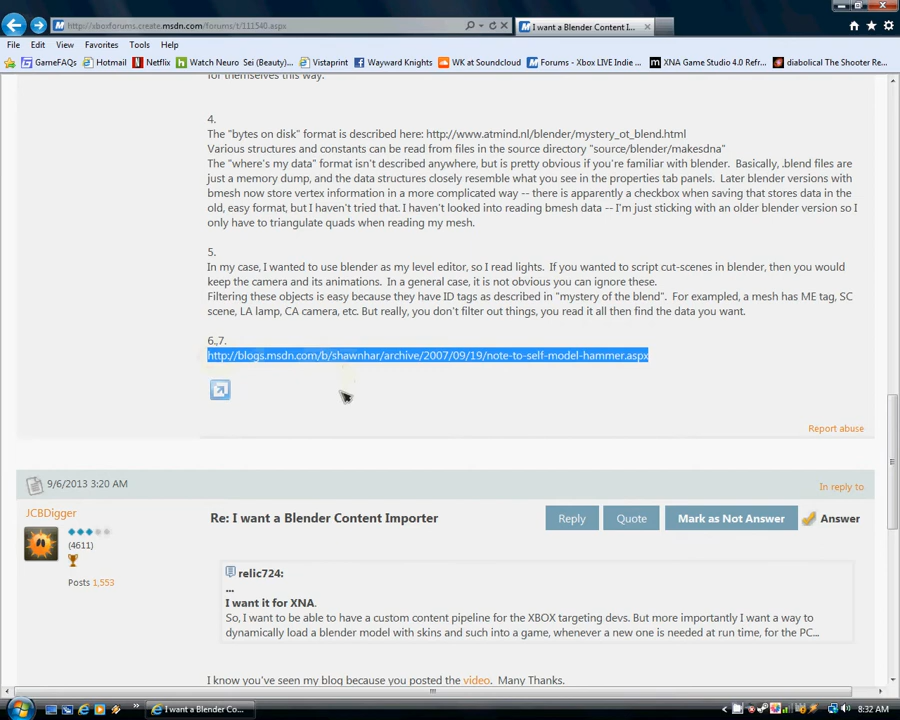 http://xboxforums.create.msdn.com/forums/t/111540.aspx
I want a Blender Content I...
File Edit View Favorites Tools Help
GameFAQs Hotmail Netflix Watch Neuro Sei (Beauty)... Vistaprint Wayward Knights WK at Soundcloud Forums - Xbox LIVE Indie ... XNA Game Studio 4.0 Refr... diabolical The Shooter Re...
for themselves this way.
4.
The "bytes on disk" format is described here: http://www.atmind.nl/blender/mystery_ot_blend.html
Various structures and constants can be read from files in the source directory "source/blender/makesdna"
The "where's my data" format isn't described anywhere, but is pretty obvious if you're familiar with blender. Basically, .blend files are
just a memory dump, and the data structures closely resemble what you see in the properties tab panels. Later blender versions with
bmesh now store vertex information in a more complicated way -- there is apparently a checkbox when saving that stores data in the
old, easy format, but I haven't tried that. I haven't looked into reading bmesh data -- I'm just sticking with an older blender version so I
only have to triangulate quads when reading my mesh.
5.
In my case, I wanted to use blender as my level editor, so I read lights. If you wanted to script cut-scenes in blender, then you would
keep the camera and its animations. In a general case, it is not obvious you can ignore these.
Filtering these objects is easy because they have ID tags as described in "mystery of the blend". For exampled, a mesh has ME tag, SC
scene, LA lamp, CA camera, etc. But really, you don't filter out things, you read it all then find the data you want.
6.,7.
http://blogs.msdn.com/b/shawnhar/archive/2007/09/19/note-to-self-model-hammer.aspx
Report abuse
9/6/2013 3:20 AM
In reply to
JCBDigger
(4611)
Posts 1,553
Re: I want a Blender Content Importer
Reply Quote Mark as Not Answer Answer
relic724:
...
I want it for XNA.
So, I want to be able to have a custom content pipeline for the XBOX targeting devs. But more importantly I want a way to
dynamically load a blender model with skins and such into a game, whenever a new one is needed at run time, for the PC...
I know you've seen my blog because you posted the video. Many Thanks.
I want a Blender Co...
8:32 AM